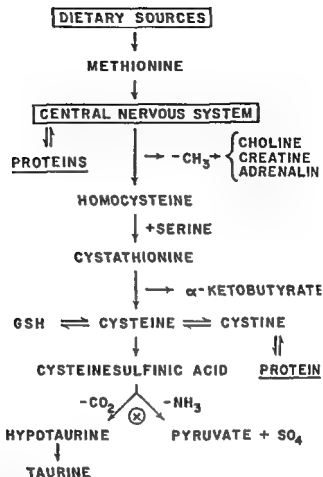 DIETARY SOURCES
METHIONINE
CENTRAL NERVOUS SYSTEM
PROTEINS
-CH3
CHOLINE
CREATINE
ADRENALIN
HOMOCYSTEINE
+SERINE
CYSTATHIONINE
α-KETOBUTYRATE
GSH CYSTEINE CYSTINE
CYSTEINESULFINIC ACID PROTEIN
-CO2 -NH3
X
HYPOTAURINE PYRUVATE + SO4
TAURINE